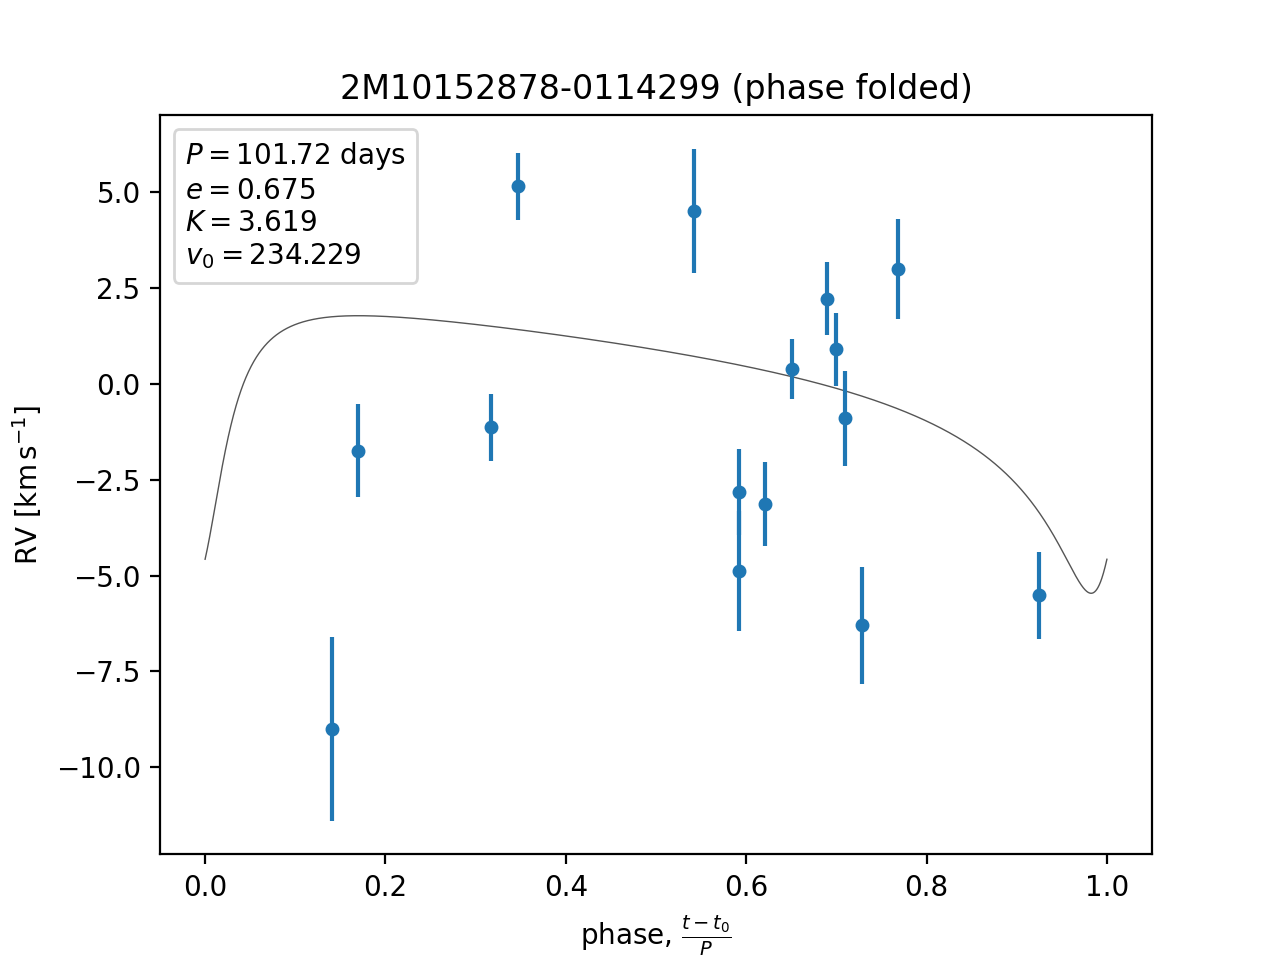 2M10152878-0114299 (phase folded)
P = 101.72 days
e = 0.675
K = 3.619
v₀ = 234.229
5.0
2.5
0.0
−2.5
−5.0
−7.5
−10.0
RV [km s⁻¹]
0.0 0.2 0.4 0.6 0.8 1.0
phase, (t − t₀)/P